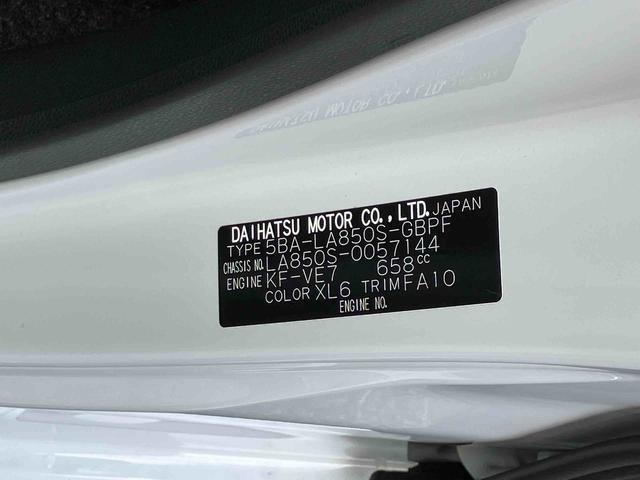 DAIHATSU MOTOR CO.,LTD. JAPAN
TYPE 5BA-LA850S-GBPF
CHASSIS NO. LA850S-0057144
ENGINE KF-VE7 658cc
COLOR XL6 TRIM FA10
ENGINE NO.